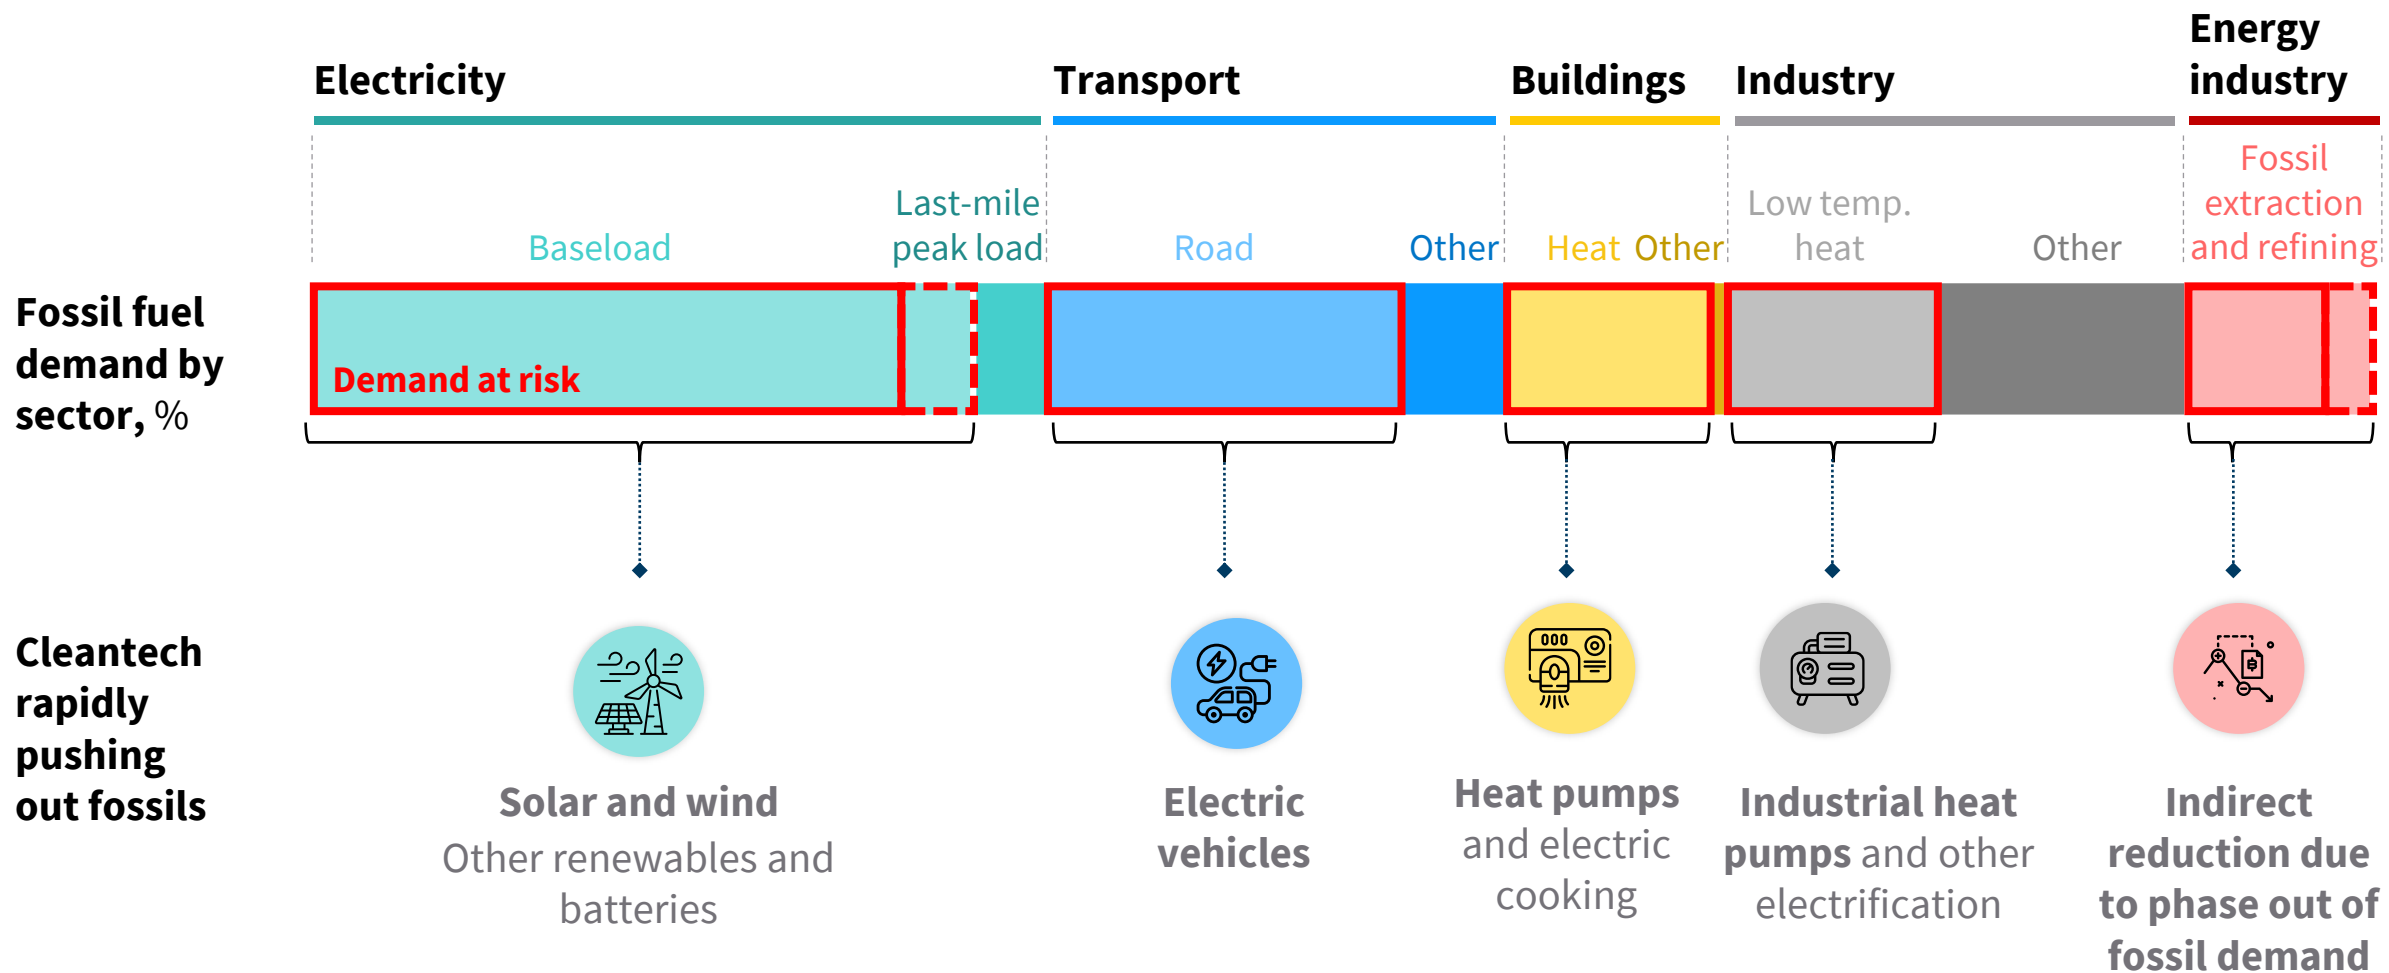 Electricity
Transport
Buildings
Industry
Energy
industry
Baseload
Last-mile
peak load
Road
Other
Heat
Other
Low temp.
heat
Other
Fossil
extraction
and refining
Fossil fuel
demand by
sector, %
Demand at risk
Cleantech
rapidly
pushing
out fossils
Solar and wind
Other renewables and
batteries
Electric
vehicles
Heat pumps
and electric
cooking
Industrial heat
pumps and other
electrification
Indirect
reduction due
to phase out of
fossil demand